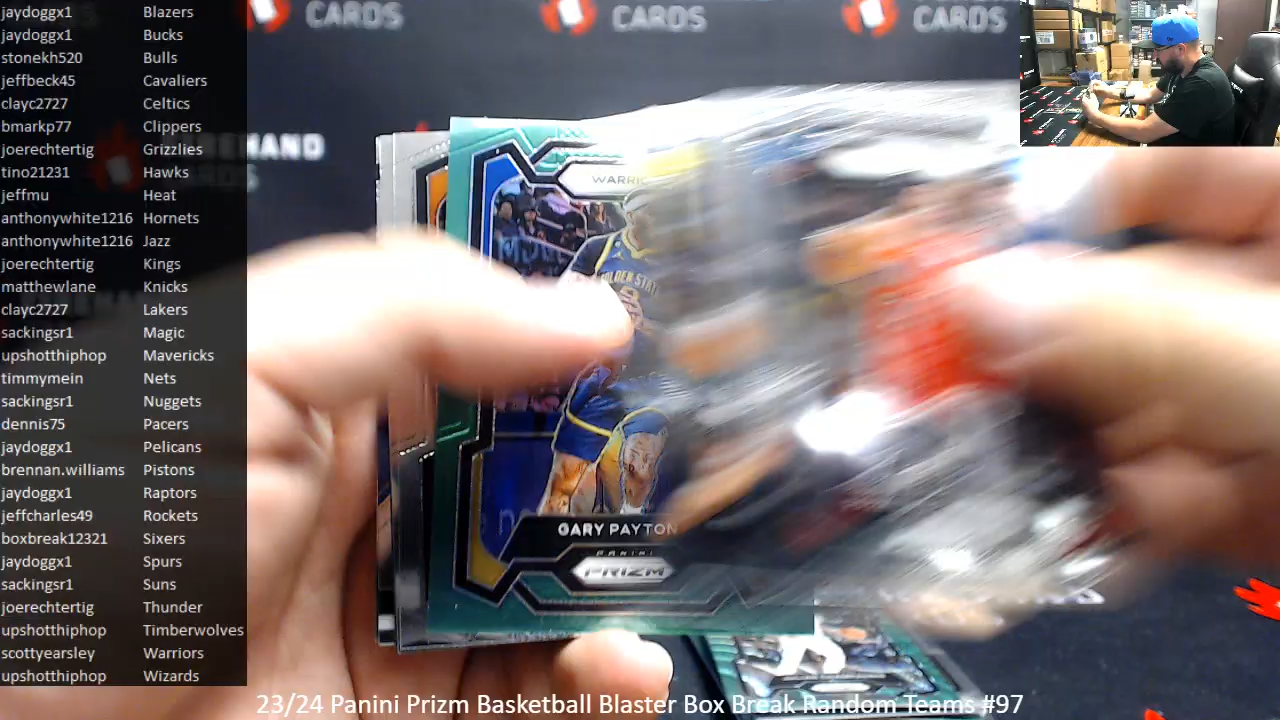 jaydoggx1 Blazers
jaydoggx1 Bucks
stonekh520 Bulls
jeffbeck45 Cavaliers
clayc2727 Celtics
bmarkp77 Clippers
joerechtertig Grizzlies
tino21231 Hawks
jeffmu Heat
anthonywhite1216 Hornets
anthonywhite1216 Jazz
joerechtertig Kings
matthewlane Knicks
clayc2727 Lakers
sackingsr1 Magic
upshotthiphop Mavericks
timmymein Nets
sackingsr1 Nuggets
dennis75 Pacers
jaydoggx1 Pelicans
brennan.williams Pistons
jaydoggx1 Raptors
jeffcharles49 Rockets
boxbreak12321 Sixers
jaydoggx1 Spurs
sackingsr1 Suns
joerechtertig Thunder
upshotthiphop Timberwolves
scottyearsley Warriors
upshotthiphop Wizards
CARDS
CARDS
CARDS
CARDS
GOLDEN STAT
GARY PAYTON
PANINI
PRIZM
23/24 Panini Prizm Basketball Blaster Box Break Random Teams #97